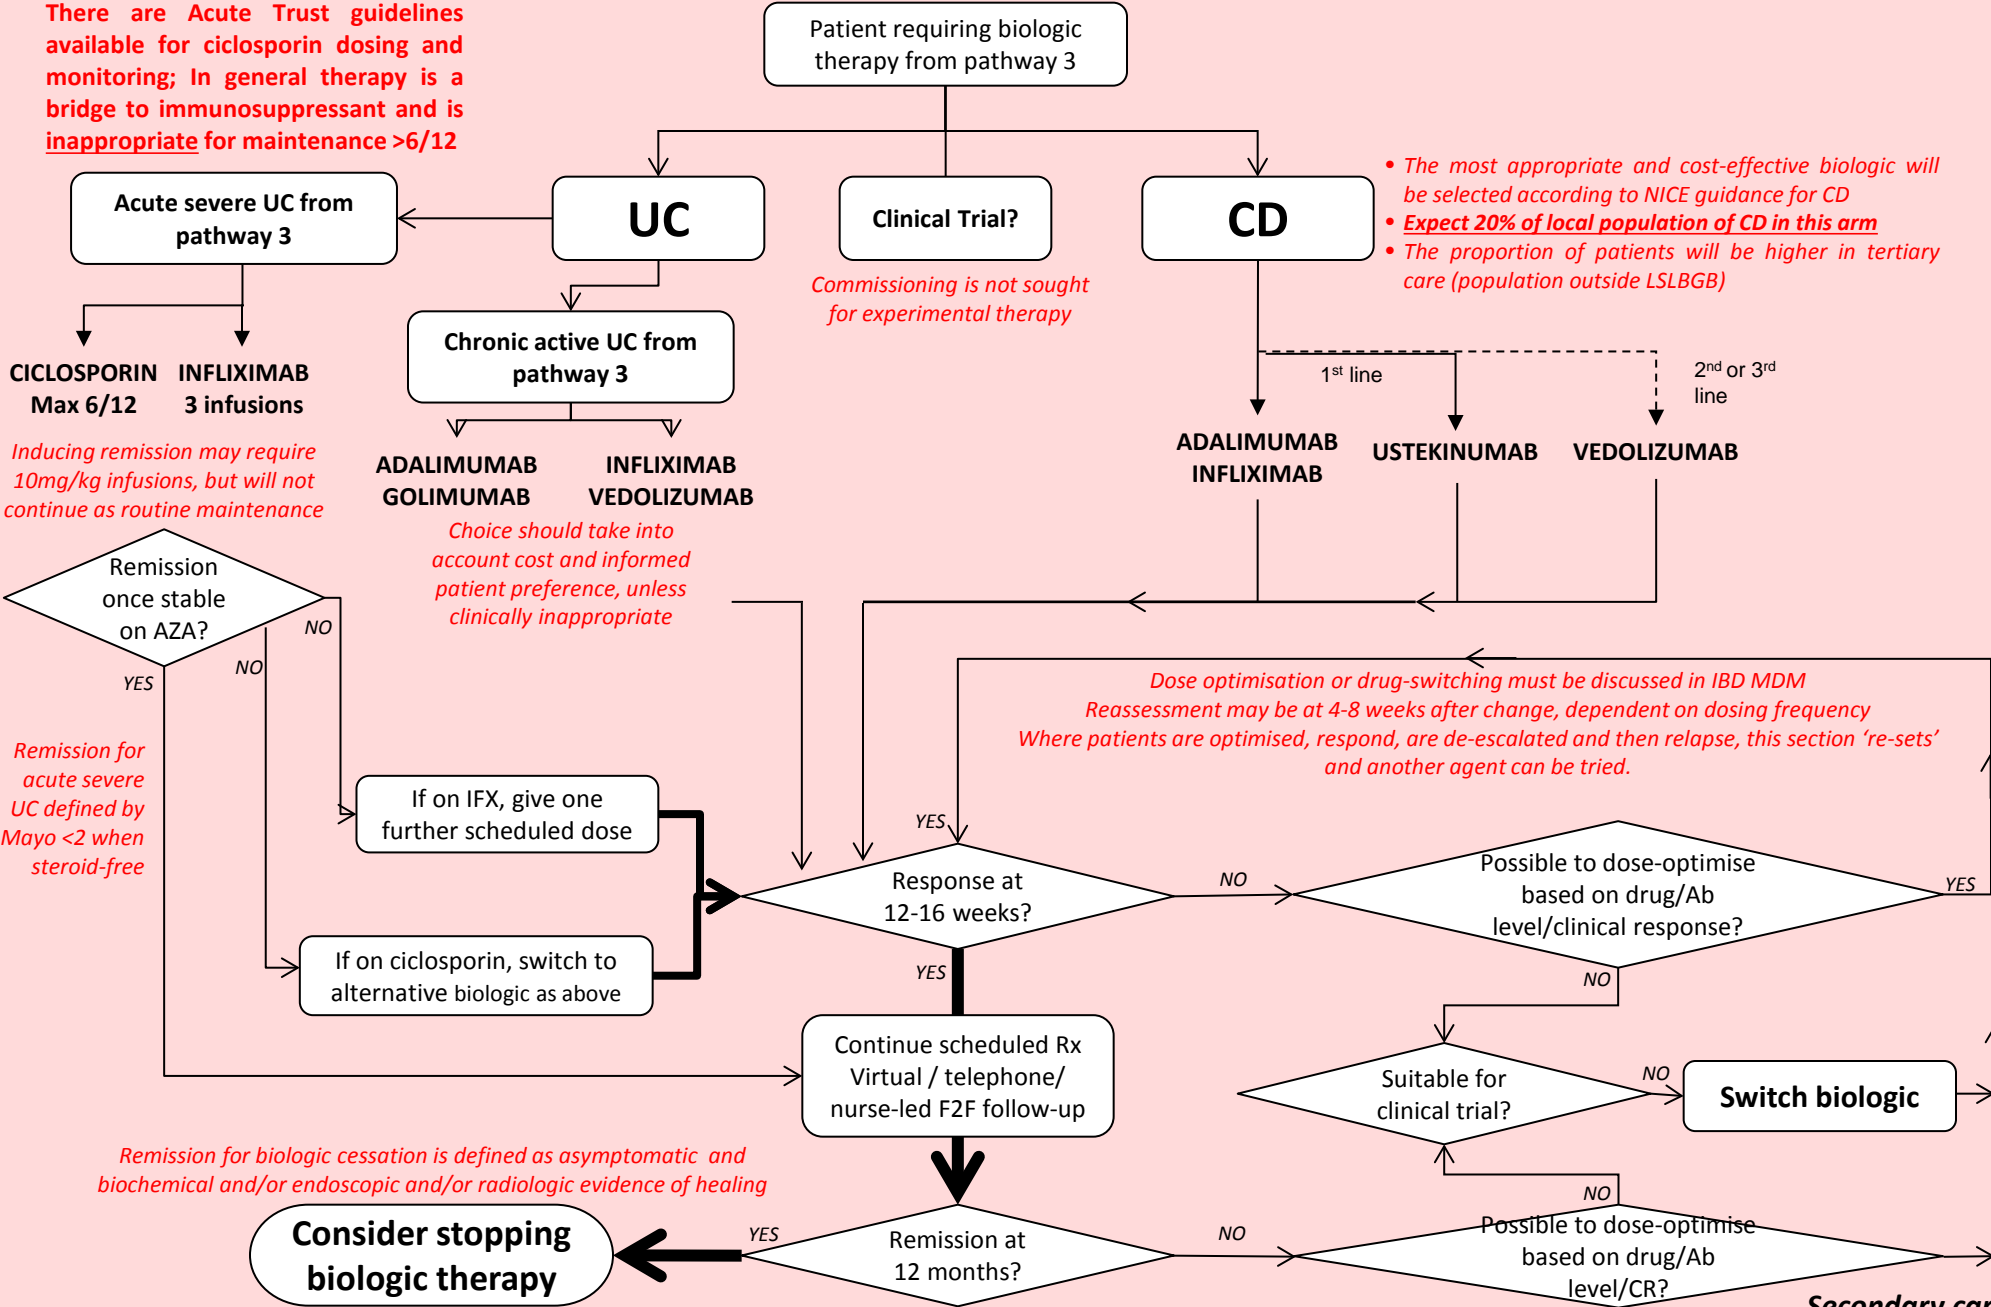 There are Acute Trust guidelines
available for ciclosporin dosing and
monitoring; In general therapy is a
bridge to immunosuppressant and is
inappropriate for maintenance >6/12
Patient requiring biologic
therapy from pathway 3
Acute severe UC from
pathway 3
UC
Clinical Trial?
CD
• The most appropriate and cost-effective biologic will
be selected according to NICE guidance for CD
• Expect 20% of local population of CD in this arm
• The proportion of patients will be higher in tertiary
care (population outside LSLBGB)
Commissioning is not sought
for experimental therapy
Chronic active UC from
pathway 3
CICLOSPORIN
Max 6/12
INFLIXIMAB
3 infusions
1st line
2nd or 3rd
line
Inducing remission may require
10mg/kg infusions, but will not
continue as routine maintenance
ADALIMUMAB
GOLIMUMAB
INFLIXIMAB
VEDOLIZUMAB
ADALIMUMAB
INFLIXIMAB
USTEKINUMAB
VEDOLIZUMAB
Choice should take into
account cost and informed
patient preference, unless
clinically inappropriate
Remission
once stable
on AZA?
NO
NO
YES
Dose optimisation or drug-switching must be discussed in IBD MDM
Reassessment may be at 4-8 weeks after change, dependent on dosing frequency
Where patients are optimised, respond, are de-escalated and then relapse, this section ‘re-sets’
and another agent can be tried.
Remission for
acute severe
UC defined by
Mayo <2 when
steroid-free
If on IFX, give one
further scheduled dose
YES
Response at
12-16 weeks?
NO
Possible to dose-optimise
based on drug/Ab
level/clinical response?
YES
If on ciclosporin, switch to
alternative biologic as above
YES
NO
Continue scheduled Rx
Virtual / telephone/
nurse-led F2F follow-up
Suitable for
clinical trial?
NO
Switch biologic
Remission for biologic cessation is defined as asymptomatic and
biochemical and/or endoscopic and/or radiologic evidence of healing
NO
Consider stopping
biologic therapy
YES
Remission at
12 months?
NO
Possible to dose-optimise
based on drug/Ab
level/CR?
Secondary